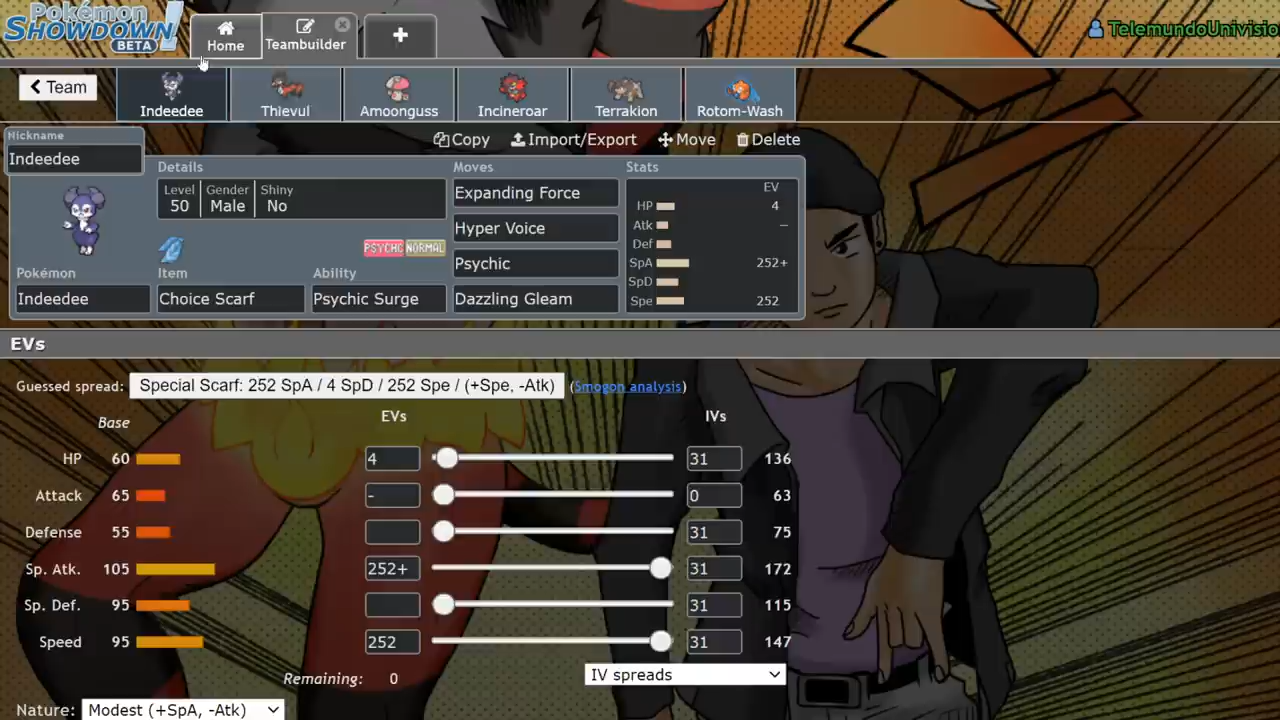 Pokémon
SHOWDOWN!
BETA
Home
Teambuilder
+
TelemundoUnivisio
Team
Indeedee
Thievul
Amoonguss
Incineroar
Terrakion
Rotom-Wash
Copy
Import/Export
Move
Delete
Nickname
Indeedee
Details
Level
Gender
Shiny
50
Male
No
PSYCHC
NORMAL
Pokémon
Item
Ability
Indeedee
Choice Scarf
Psychic Surge
Moves
Expanding Force
Hyper Voice
Psychic
Dazzling Gleam
Stats
EV
HP 4
Atk –
Def
SpA 252+
SpD
Spe 252
EVs
Guessed spread: Special Scarf: 252 SpA / 4 SpD / 252 Spe / (+Spe, -Atk) (Smogon analysis)
Base EVs IVs
HP 60 4 31 136
Attack 65 - 0 63
Defense 55 31 75
Sp. Atk. 105 252+ 31 172
Sp. Def. 95 31 115
Speed 95 252 31 147
Remaining: 0 IV spreads
Nature: Modest (+SpA, -Atk)